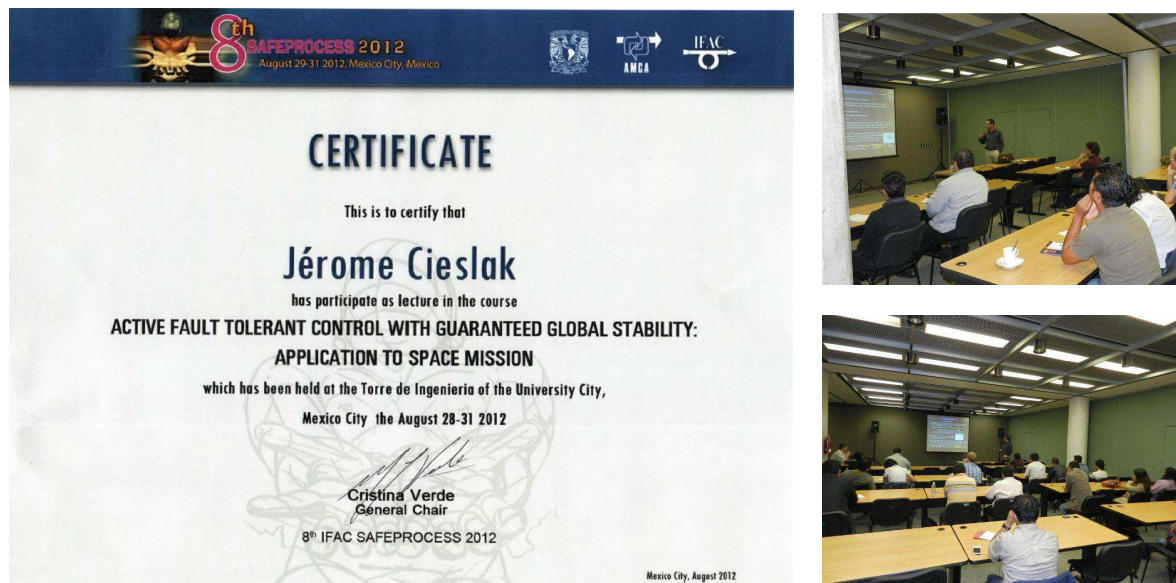 8th
SAFEPROCESS 2012
August 29-31 2012, Mexico City, Mexico
AMCA
IFAC
CERTIFICATE
This is to certify that
Jérome Cieslak
has participate as lecture in the course
ACTIVE FAULT TOLERANT CONTROL WITH GUARANTEED GLOBAL STABILITY:
APPLICATION TO SPACE MISSION
which has been held at the Torre de Ingenieria of the University City,
Mexico City the August 28-31 2012
Cristina Verde
General Chair
8th IFAC SAFEPROCESS 2012
Mexico City, August 2012